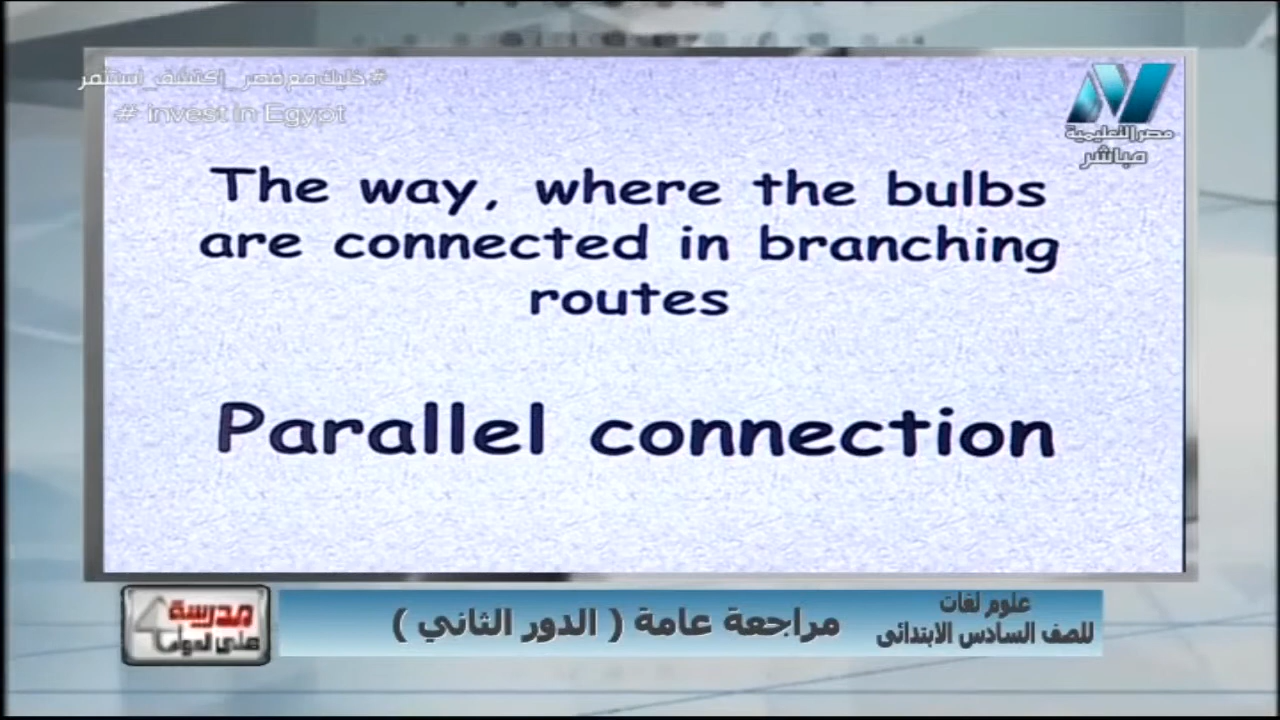 #خليك_مع_مصر_إكتشف_إستثمر
# invest in Egypt
مصر التعليمية
مباشر
The way, where the bulbs
are connected in branching
routes
Parallel connection
علوم لغات
للصف السادس الابتدائى
مراجعة عامة ( الدور الثاني )
مدرسة
على الهواء